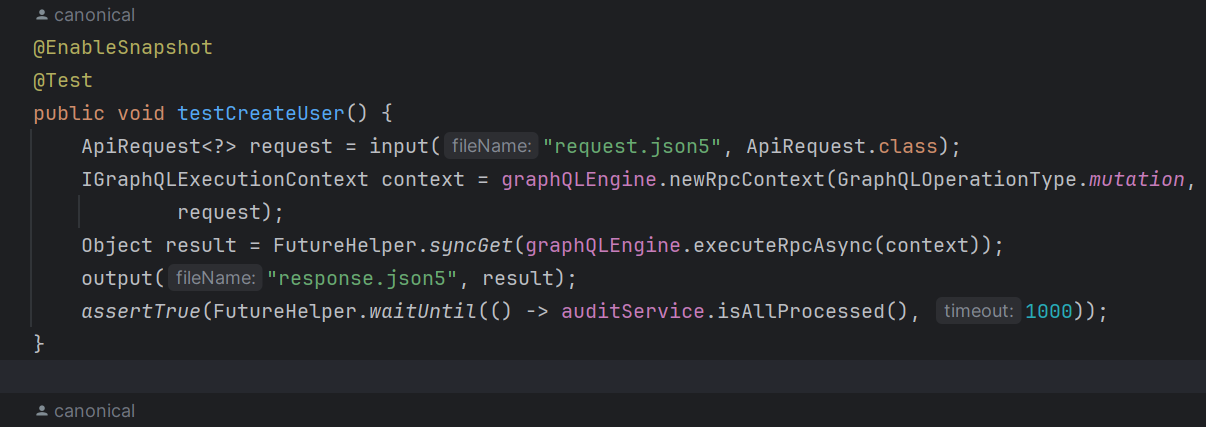 canonical
@EnableSnapshot
@Test
public void testCreateUser() {
ApiRequest<?> request = input( fileName: "request.json5", ApiRequest.class);
IGraphQLExecutionContext context = graphQLEngine.newRpcContext(GraphQLOperationType.mutation,
request);
Object result = FutureHelper.syncGet(graphQLEngine.executeRpcAsync(context));
output( fileName: "response.json5", result);
assertTrue(FutureHelper.waitUntil(() -> auditService.isAllProcessed(), timeout: 1000));
}
canonical